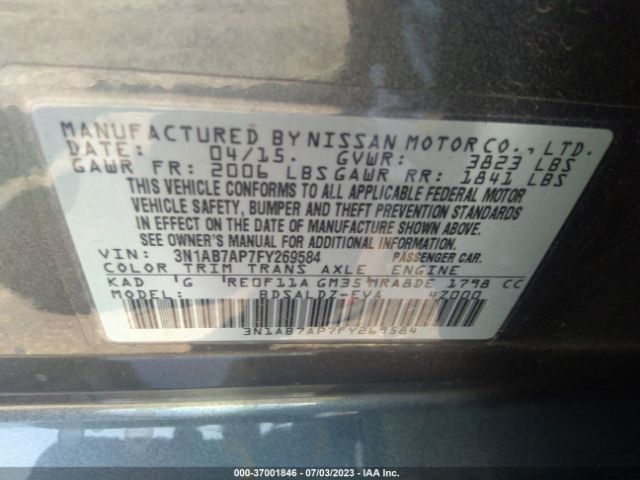 MANUFACTURED BY NISSAN MOTOR CO., LTD.
DATE: 04/15. GVWR: 3823 LBS
GAWR FR: 2006 LBS GAWR RR: 1841 LBS
THIS VEHICLE CONFORMS TO ALL APPLICABLE FEDERAL MOTOR
VEHICLE SAFETY, BUMPER AND THEFT PREVENTION STANDARDS
IN EFFECT ON THE DATE OF MANUFACTURE SHOWN ABOVE.
SEE OWNER'S MANUAL FOR ADDITIONAL INFORMATION.
VIN: 3N1AB7AP7FY269584 PASSENGER CAR.
COLOR TRIM TRANS AXLE ENGINE
KAD G RE0F11A GM35 MRA8DE 1798 CC
MODEL: BDSALDZ-EVA 4Z000
3N1AB7AP7FY269584
000-37001846 - 07/03/2023 - IAA Inc.